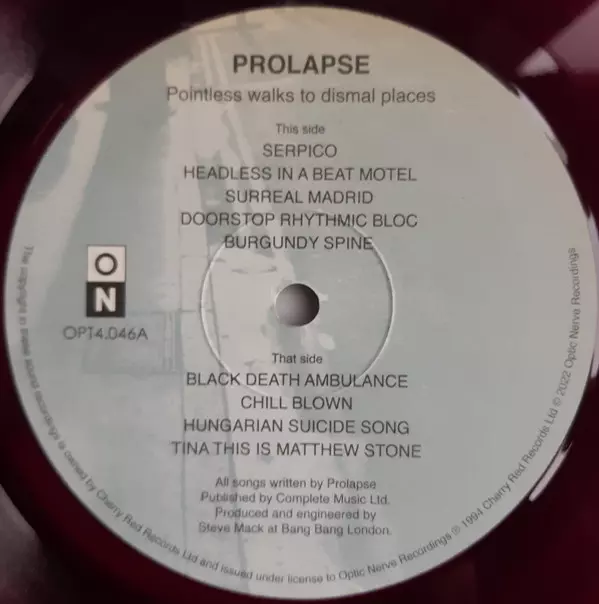 PROLAPSE
Pointless walks to dismal places
This side
SERPICO
HEADLESS IN A BEAT MOTEL
SURREAL MADRID
DOORSTOP RHYTHMIC BLOC
BURGUNDY SPINE
O
N
OPT4.046A
That side
BLACK DEATH AMBULANCE
CHILL BLOWN
HUNGARIAN SUICIDE SONG
TINA THIS IS MATTHEW STONE
All songs written by Prolapse
Published by Complete Music Ltd.
Produced and engineered by
Steve Mack at Bang Bang London.
The copyright in these sound recordings is owned by Cherry Red Records Ltd and issued under license to Optic Nerve Recordings ℗ 1994 Cherry Red Records Ltd © 2022 Optic Nerve Recordings